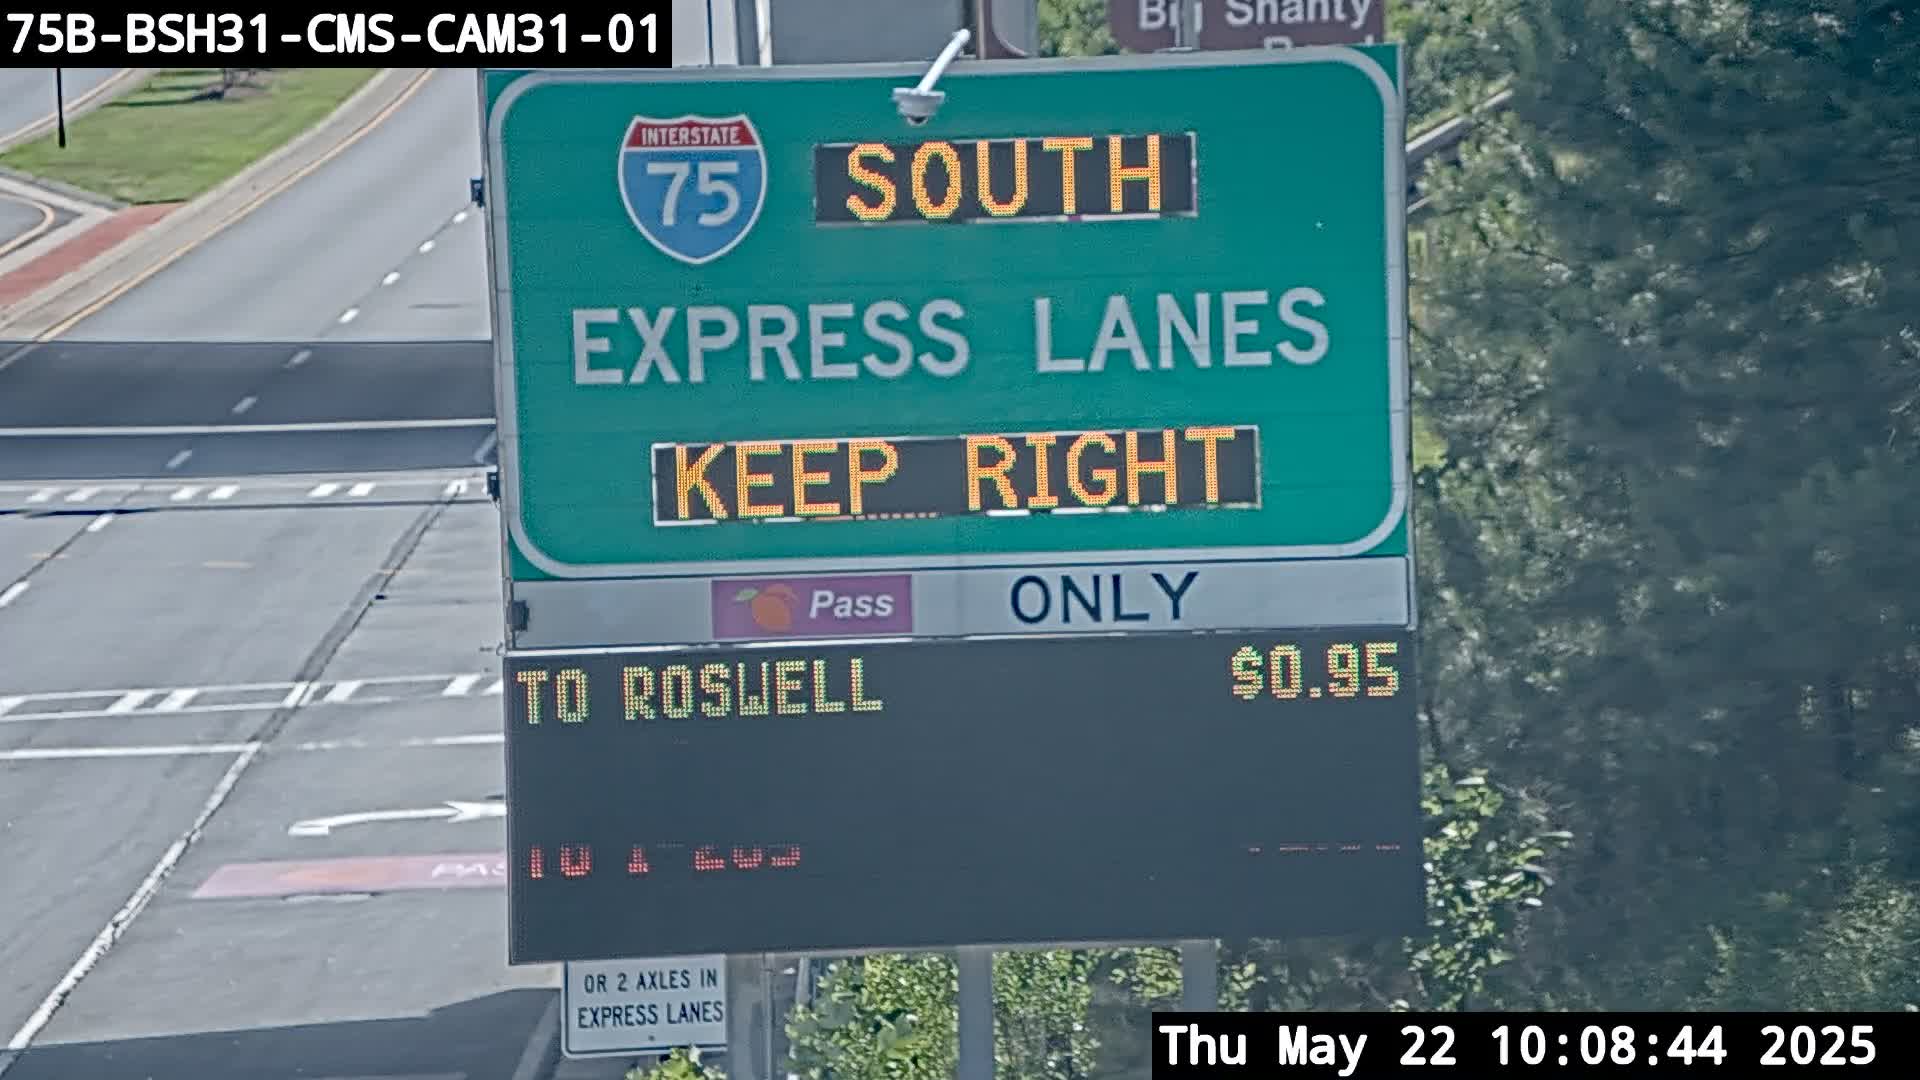 75B-BSH31-CMS-CAM31-01
Big Shanty
INTERSTATE
75
SOUTH
EXPRESS LANES
KEEP RIGHT
Pass
ONLY
TO ROSWELL $0.95
OR 2 AXLES IN
EXPRESS LANES
Thu May 22 10:08:44 2025